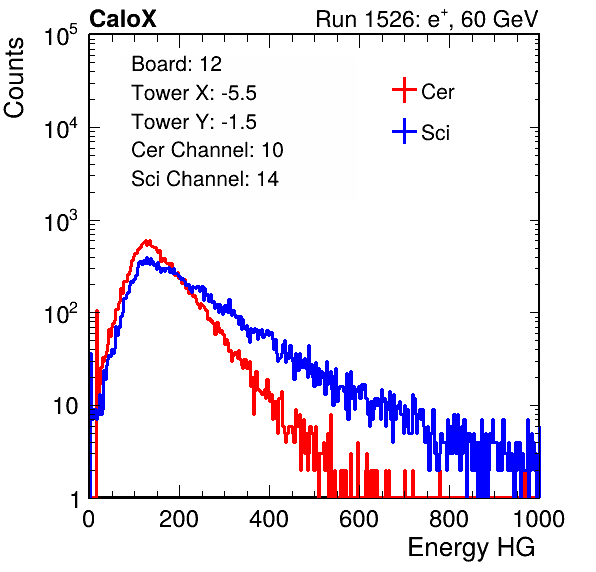 CaloX Run 1526: e⁺, 60 GeV
Counts
10⁵
10⁴
10³
10²
10
1
Board: 12
Tower X: -5.5
Tower Y: -1.5
Cer Channel: 10
Sci Channel: 14
Cer
Sci
0 200 400 600 800 1000
Energy HG